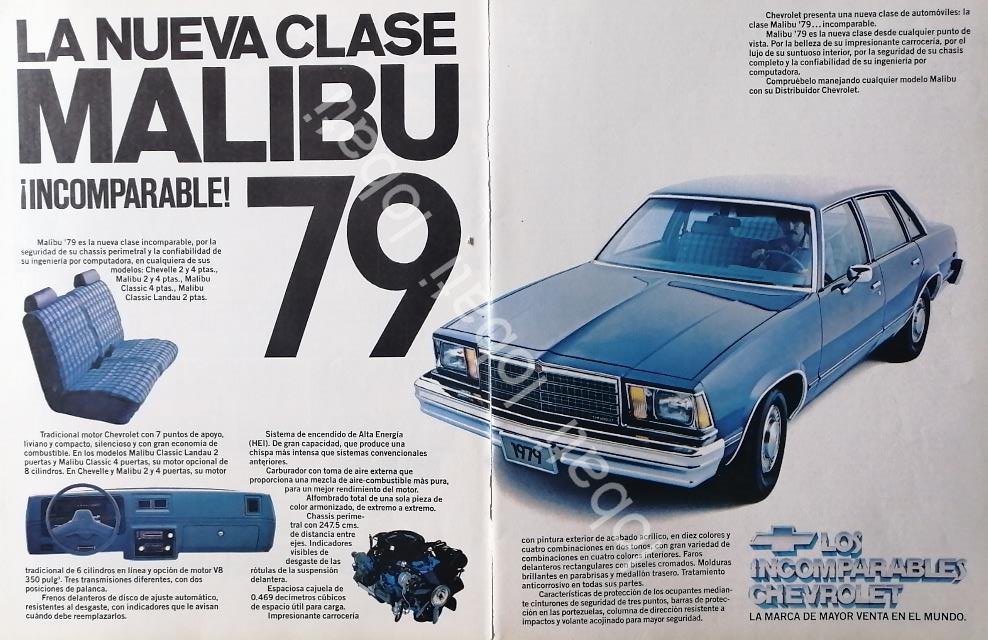 LA NUEVA CLASE
MALIBU
¡INCOMPARABLE!
79
Malibu '79 es la nueva clase incomparable, por la
seguridad de su chassis perimetral y la confiabilidad de
su ingeniería por computadora, en cualquiera de sus
modelos: Chevelle 2 y 4 ptas.,
Malibu 2 y 4 ptas., Malibu
Classic 4 ptas., Malibu
Classic Landau 2 ptas.
Tradicional motor Chevrolet con 7 puntos de apoyo,
liviano y compacto, silencioso y con gran economía de
combustible. En los modelos Malibu Classic Landau 2
puertas y Malibu Classic 4 puertas, su motor opcional de
8 cilindros. En Chevelle y Malibu 2 y 4 puertas, su motor
tradicional de 6 cilindros en línea y opción de motor V8
350 pulg³. Tres transmisiones diferentes, con dos
posiciones de palanca.
Frenos delanteros de disco de ajuste automático,
resistentes al desgaste, con indicadores que le avisan
cuándo debe reemplazarlos.
Sistema de encendido de Alta Energía
(HEI). De gran capacidad, que produce una
chispa más intensa que sistemas convencionales
anteriores.
Carburador con toma de aire externa que
proporciona una mezcla de aire-combustible más pura,
para un mejor rendimiento del motor.
Alfombrado total de una sola pieza de
color armonizado, de extremo a extremo.
Chassis perime-
tral con 247.5 cms.
de distancia entre
ejes. Indicadores
visibles de
desgaste de las
rótulas de la suspensión
delantera.
Espaciosa cajuela de
0.469 decímetros cúbicos
de espacio útil para carga.
Impresionante carrocería
Chevrolet presenta una nueva clase de automóviles: la
clase Malibu '79... incomparable.
Malibu '79 es la nueva clase desde cualquier punto de
vista. Por la belleza de su impresionante carrocería, por el
lujo de su suntuoso interior, por la seguridad de su chasis
completo y la confiabilidad de su ingeniería por
computadora.
Compruébelo manejando cualquier modelo Malibu
con su Distribuidor Chevrolet.
1979
con pintura exterior de acabado acrílico, en diez colores y
cuatro combinaciones en dos tonos, con gran variedad de
combinaciones en cuatro colores interiores. Faros
delanteros rectangulares con biseles cromados. Molduras
brillantes en parabrisas y medallón trasero. Tratamiento
anticorrosivo en todas sus partes.
Características de protección de los ocupantes median-
te cinturones de seguridad de tres puntos, barras de protec-
ción en las portezuelas, columna de dirección resistente a
impactos y volante acojinado para mayor seguridad.
LOS
INCOMPARABLES
CHEVROLET
LA MARCA DE MAYOR VENTA EN EL MUNDO.